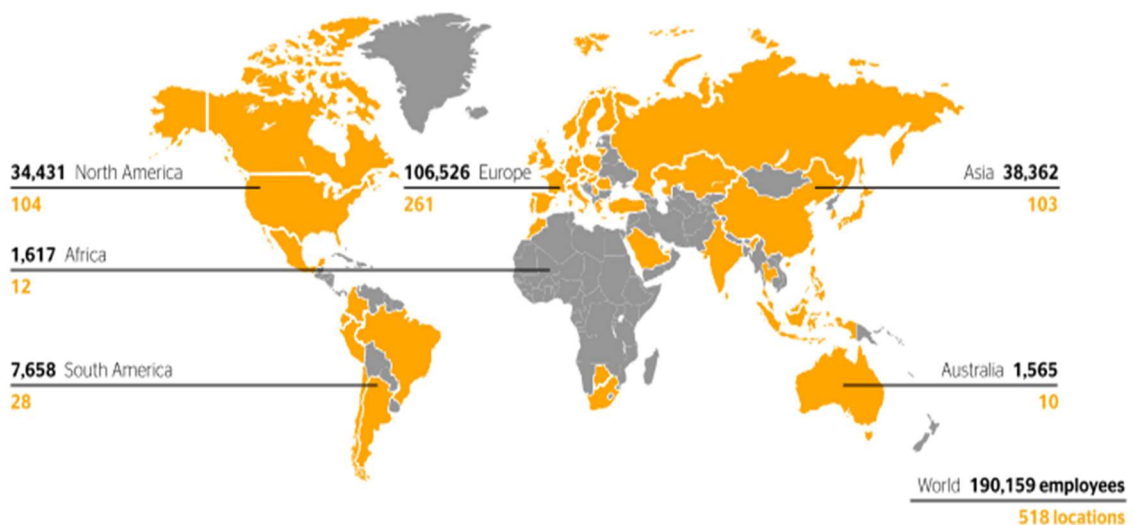 34,431 North America
104
106,526 Europe
261
Asia 38,362
103
1,617 Africa
12
7,658 South America
28
Australia 1,565
10
World 190,159 employees
518 locations